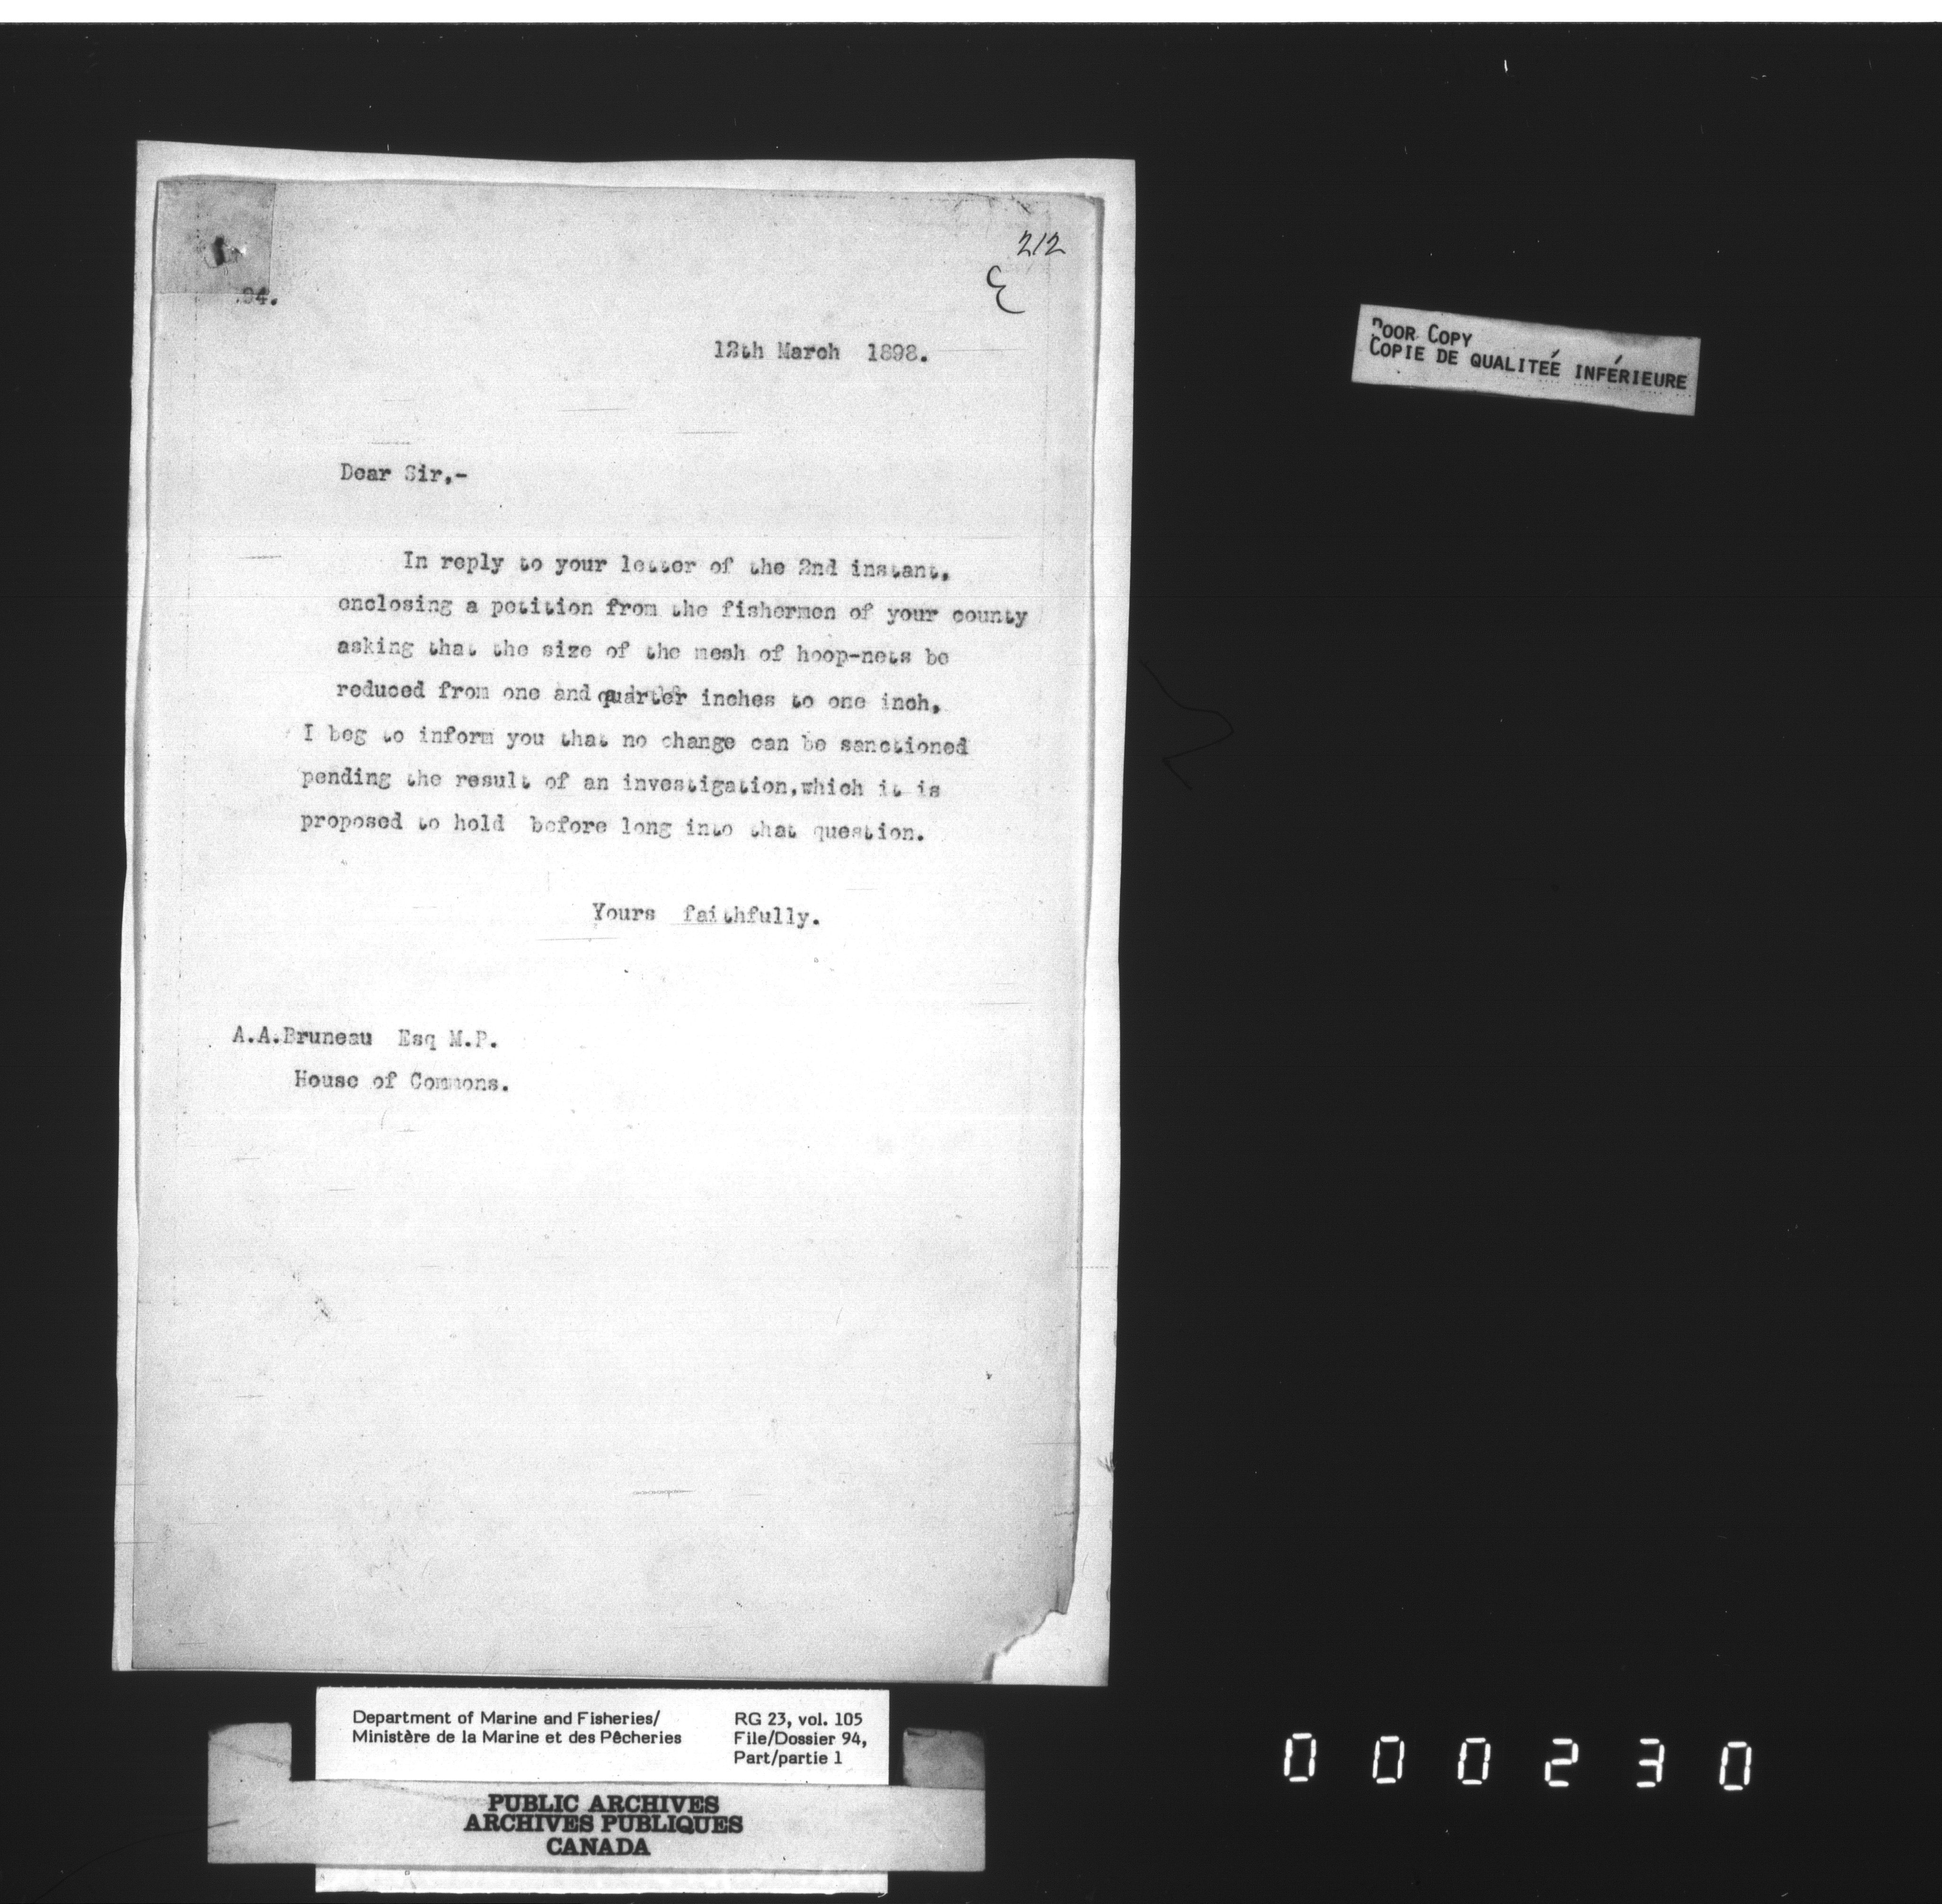 212
94.
12th March 1898.
Dear Sir,-
In reply to your letter of the 2nd instant,
enclosing a petition from the fishermen of your county
asking that the size of the mesh of hoop-nets be
reduced from one and quarter inches to one inch,
I beg to inform you that no change can be sanctioned
pending the result of an investigation,which it is
proposed to hold before long into that question.
Yours faithfully.
A.A.Bruneau Esq M.P.
House of Commons.
POOR COPY
COPIE DE QUALITEÉ INFÉRIEURE
Department of Marine and Fisheries/
Ministère de la Marine et des Pêcheries
RG 23, vol. 105
File/Dossier 94,
Part/partie 1
PUBLIC ARCHIVES
ARCHIVES PUBLIQUES
CANADA
000230